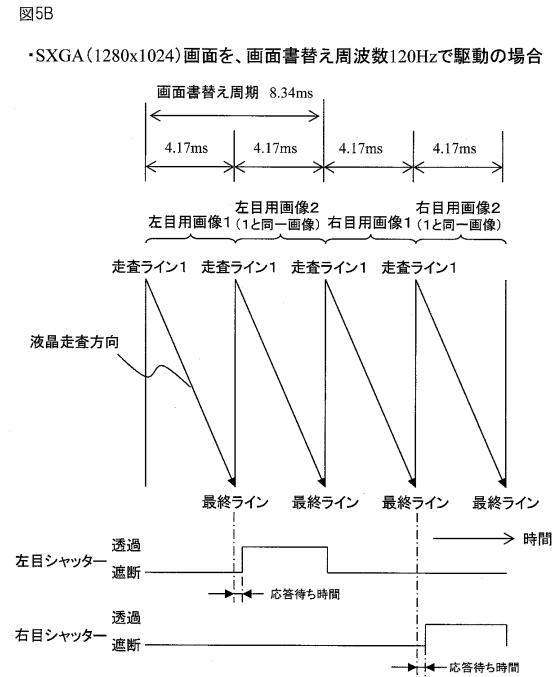 図5B
・SXGA(1280x1024)画面を、画面書替え周波数120Hzで駆動の場合
画面書替え周期 8.34ms
4.17ms 4.17ms 4.17ms 4.17ms
左目用画像1 左目用画像2 右目用画像1 右目用画像2
(1と同一画像) (1と同一画像)
走査ライン1 走査ライン1 走査ライン1 走査ライン1
液晶走査方向
最終ライン 最終ライン 最終ライン 最終ライン
時間
透過
左目シャッター
遮断
応答待ち時間
透過
右目シャッター
遮断
応答待ち時間